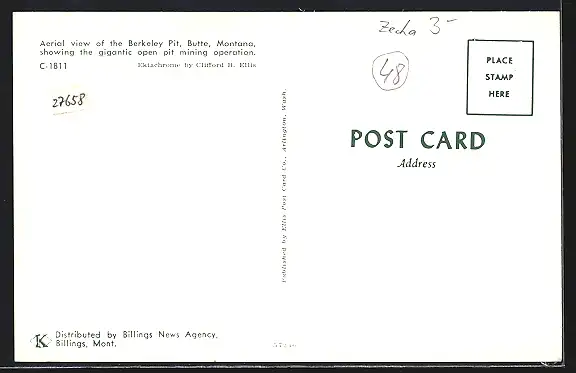 Aerial view of the Berkeley Pit, Butte, Montana,
showing the gigantic open pit mining operation.
C-1811
Ektachrome by Clifford B. Ellis
27658
Zecha 3-
48
PLACE
STAMP
HERE
POST CARD
Address
Published by Ellis Post Card Co., Arlington, Wash.
K
Distributed by Billings News Agency,
Billings, Mont.